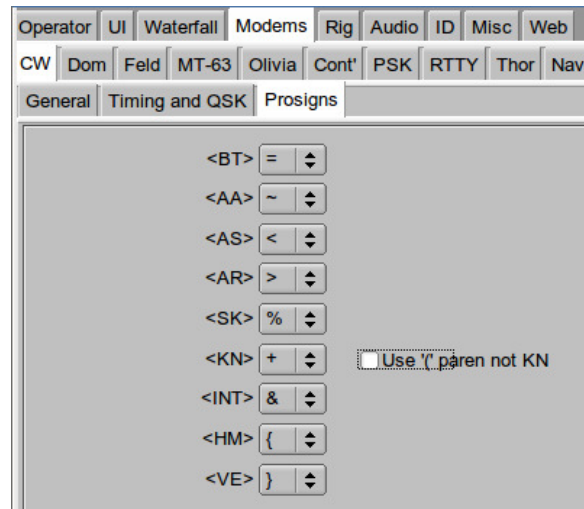 Operator UI Waterfall Modems Rig Audio ID Misc Web
CW Dom Feld MT-63 Olivia Cont' PSK RTTY Thor Nav
General Timing and QSK Prosigns
<BT> =
<AA> ~
<AS> <
<AR> >
<SK> %
<KN> + Use '(' paren not KN
<INT> &
<HM> {
<VE> }